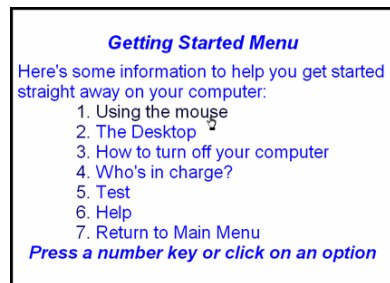 Getting Started Menu
Here's some information to help you get started
straight away on your computer:
1. Using the mouse
2. The Desktop
3. How to turn off your computer
4. Who's in charge?
5. Test
6. Help
7. Return to Main Menu
Press a number key or click on an option